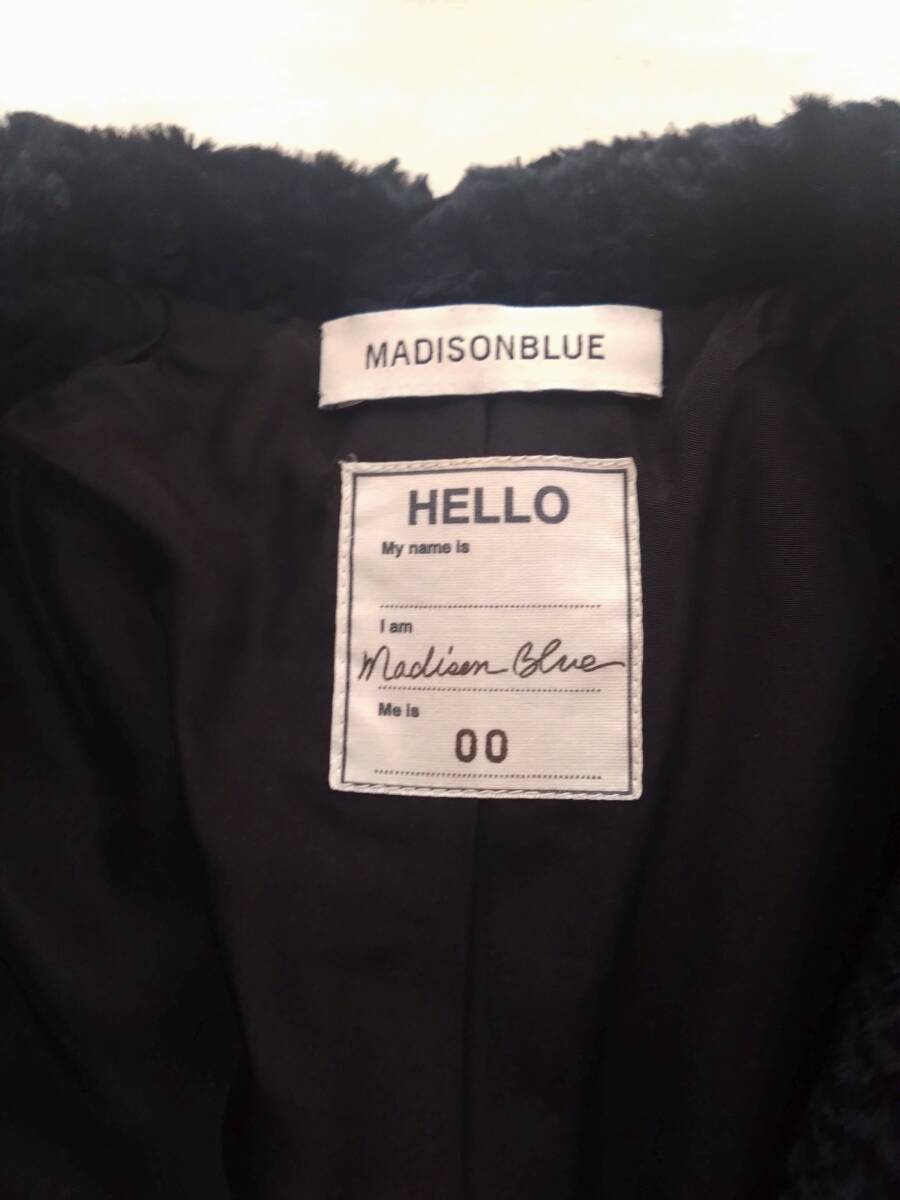 MADISONBLUE
HELLO
My name is
I am
Madison Blue
Me is
00